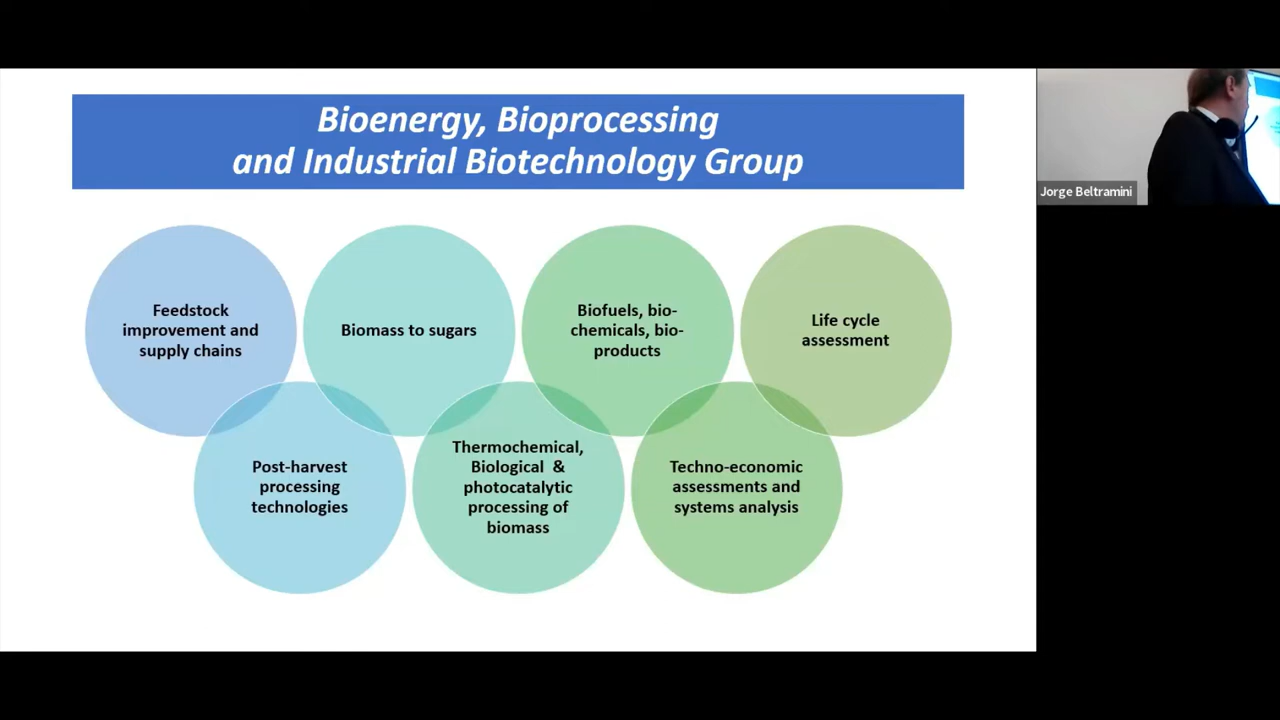 Bioenergy, Bioprocessing
and Industrial Biotechnology Group
Jorge Beltramini
Feedstock
improvement and
supply chains
Biomass to sugars
Biofuels, bio-
chemicals, bio-
products
Life cycle
assessment
Post-harvest
processing
technologies
Thermochemical,
Biological &
photocatalytic
processing of
biomass
Techno-economic
assessments and
systems analysis